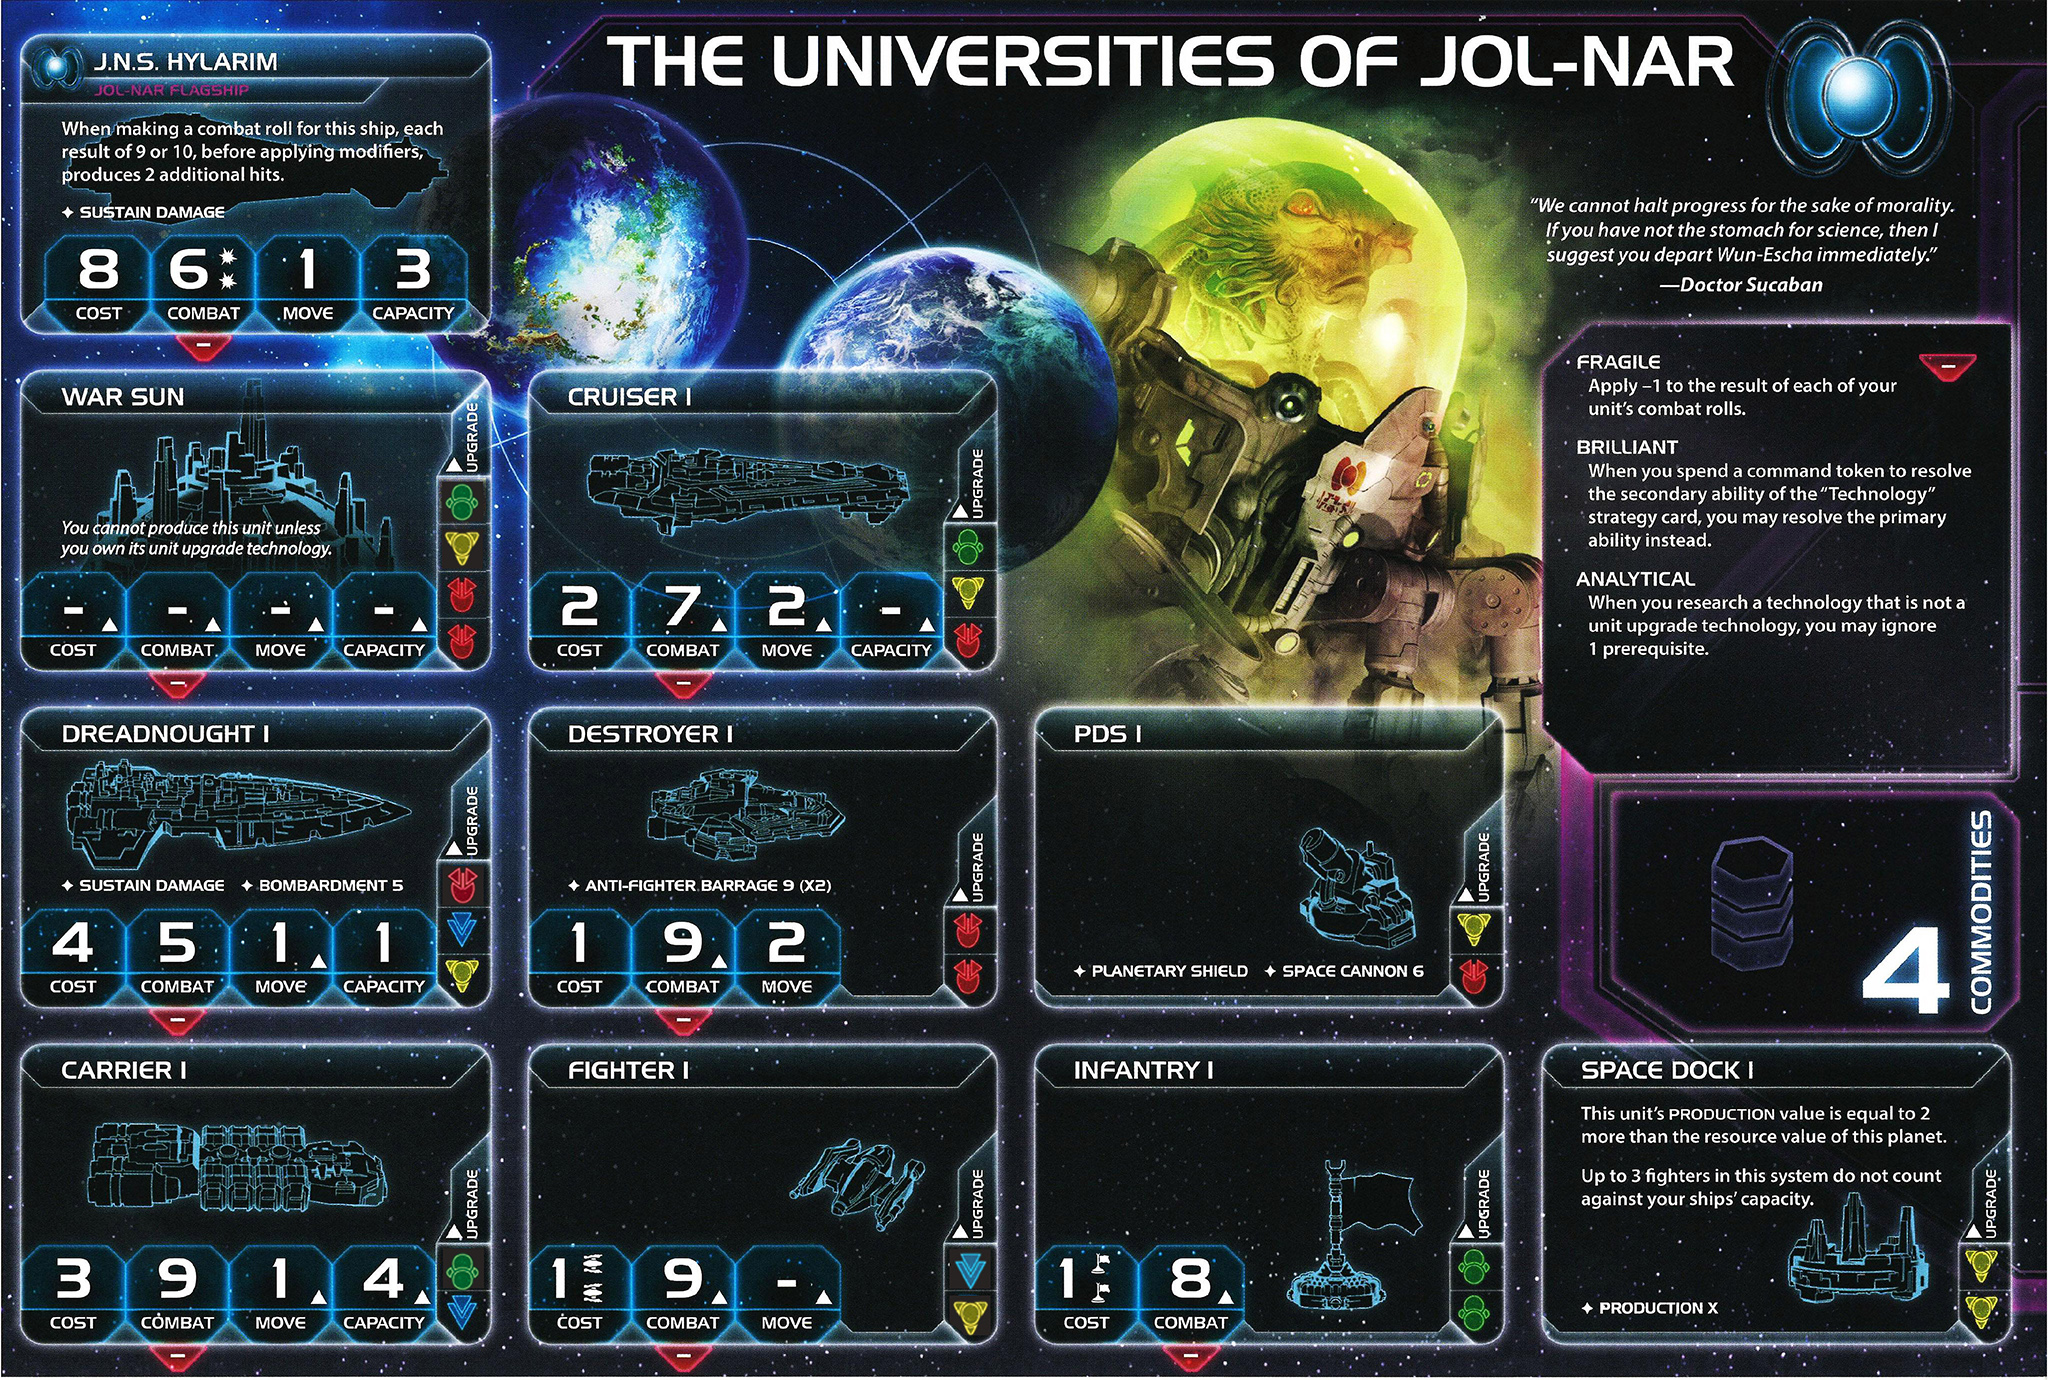 THE UNIVERSITIES OF JOL-NAR
J.N.S. HYLARIM
JOL-NAR FLAGSHIP
When making a combat roll for this ship, each
result of 9 or 10, before applying modifiers,
produces 2 additional hits.
✦ SUSTAIN DAMAGE
8 6 1 3
COST COMBAT MOVE CAPACITY
–
"We cannot halt progress for the sake of morality.
If you have not the stomach for science, then I
suggest you depart Wun-Escha immediately."
—Doctor Sucaban
WAR SUN
You cannot produce this unit unless
you own its unit upgrade technology.
UPGRADE
- - - -
COST COMBAT MOVE CAPACITY
–
CRUISER I
UPGRADE
2 7 2 -
COST COMBAT MOVE CAPACITY
–
FRAGILE
–
Apply –1 to the result of each of your
unit's combat rolls.
BRILLIANT
When you spend a command token to resolve
the secondary ability of the "Technology"
strategy card, you may resolve the primary
ability instead.
ANALYTICAL
When you research a technology that is not a
unit upgrade technology, you may ignore
1 prerequisite.
DREADNOUGHT I
UPGRADE
✦ SUSTAIN DAMAGE ✦ BOMBARDMENT 5
4 5 1 1
COST COMBAT MOVE CAPACITY
–
DESTROYER I
UPGRADE
✦ ANTI-FIGHTER BARRAGE 9 (X2)
1 9 2
COST COMBAT MOVE
–
PDS I
UPGRADE
✦ PLANETARY SHIELD ✦ SPACE CANNON 6
4
COMMODITIES
CARRIER I
UPGRADE
3 9 1 4
COST COMBAT MOVE CAPACITY
–
FIGHTER I
UPGRADE
1 9 -
COST COMBAT MOVE
–
INFANTRY I
UPGRADE
1 8
COST COMBAT
–
SPACE DOCK I
This unit's PRODUCTION value is equal to 2
more than the resource value of this planet.
Up to 3 fighters in this system do not count
against your ships' capacity.
UPGRADE
✦ PRODUCTION X